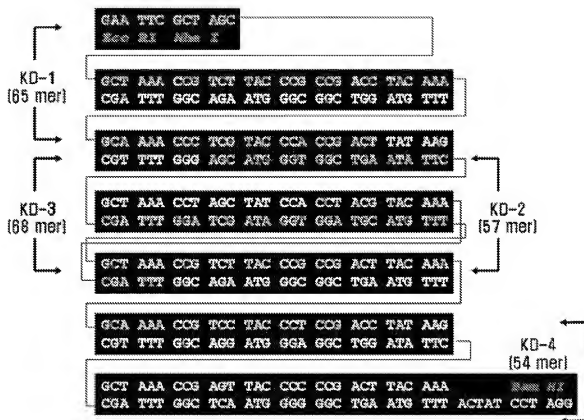 GAA TTC GCT AGC
Eco RI Nhe I
KD-1
(65 mer)
GCT AAA CCG TCT TAC CCG CCG ACC TAC AAA
CGA TTT GGC AGA ATG GGC GGC TGG ATG TTT
GCA AAA CCC TCG TAC CCA CCG ACT TAT AAG
CGT TTT GGG AGC ATG GGT GGC TGA ATA TTC
KD-3
(68 mer)
KD-2
(57 mer)
GCT AAA CCT AGC TAT CCA CCT ACG TAC AAA
CGA TTT GGA TCG ATA GGT GGA TGC ATG TTT
GCT AAA CCG TCT TAC CCG CCG ACT TAC AAA
CGA TTT GGC AGA ATG GGC GGC TGA ATG TTT
GCA AAA CCG TCC TAC CCT CCG ACC TAT AAG
CGT TTT GGC AGG ATG GGA GGC TGG ATA TTC
KD-4
(54 mer)
GCT AAA CCG AGT TAC CCC CCG ACT TAC AAA
Bam HI
CGA TTT GGC TCA ATG GGG GGC TGA ATG TTT ACTAT CCT AGG